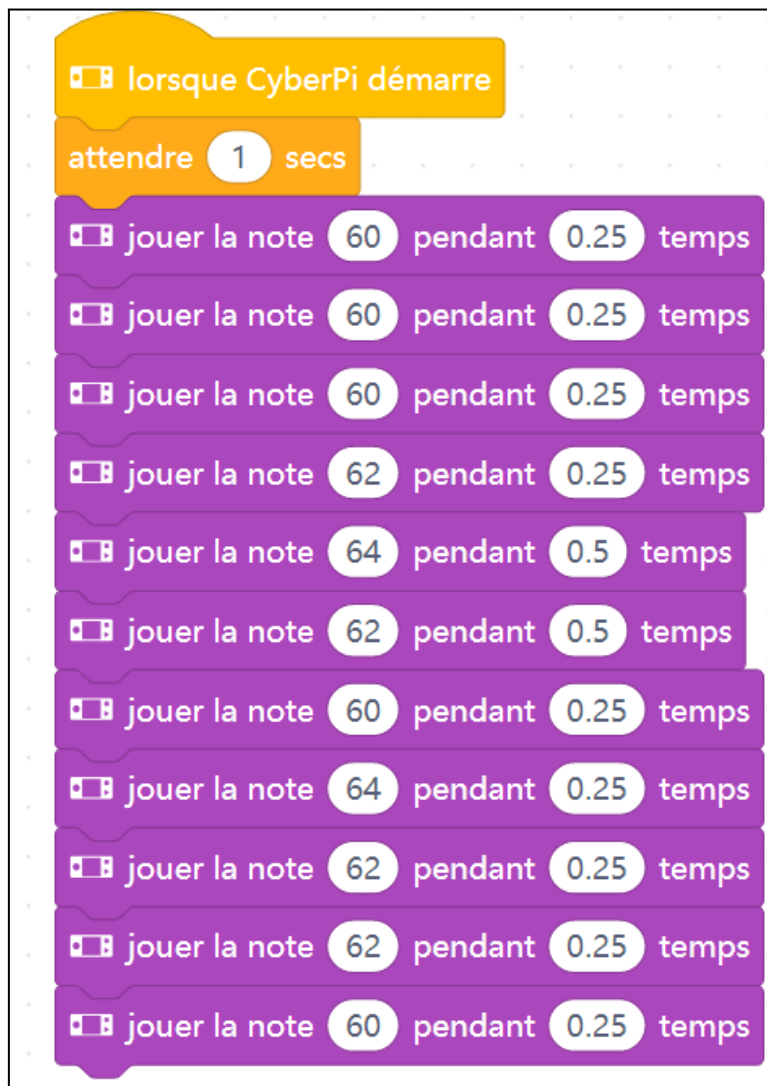 lorsque CyberPi démarre
attendre 1 secs
jouer la note 60 pendant 0.25 temps
jouer la note 60 pendant 0.25 temps
jouer la note 60 pendant 0.25 temps
jouer la note 62 pendant 0.25 temps
jouer la note 64 pendant 0.5 temps
jouer la note 62 pendant 0.5 temps
jouer la note 60 pendant 0.25 temps
jouer la note 64 pendant 0.25 temps
jouer la note 62 pendant 0.25 temps
jouer la note 62 pendant 0.25 temps
jouer la note 60 pendant 0.25 temps